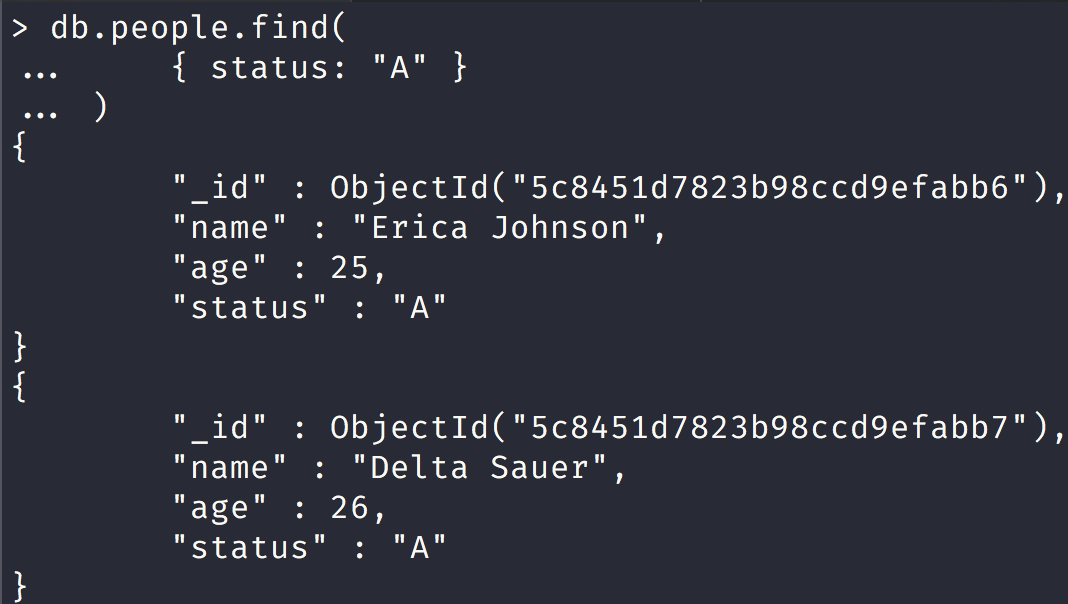 > db.people.find(
...     { status: "A" }
... )
{
        "_id" : ObjectId("5c8451d7823b98ccd9efabb6"),
        "name" : "Erica Johnson",
        "age" : 25,
        "status" : "A"
}
{
        "_id" : ObjectId("5c8451d7823b98ccd9efabb7"),
        "name" : "Delta Sauer",
        "age" : 26,
        "status" : "A"
}